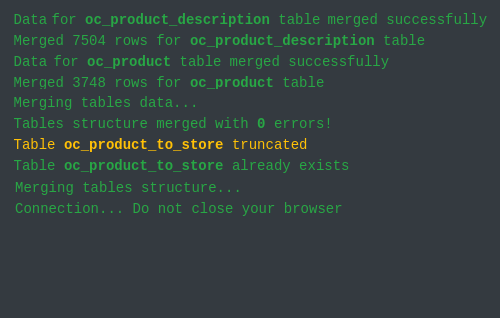 Data for oc_product_description table merged successfully
Merged 7504 rows for oc_product_description table
Data for oc_product table merged successfully
Merged 3748 rows for oc_product table
Merging tables data...
Tables structure merged with 0 errors!
Table oc_product_to_store truncated
Table oc_product_to_store already exists
Merging tables structure...
Connection... Do not close your browser